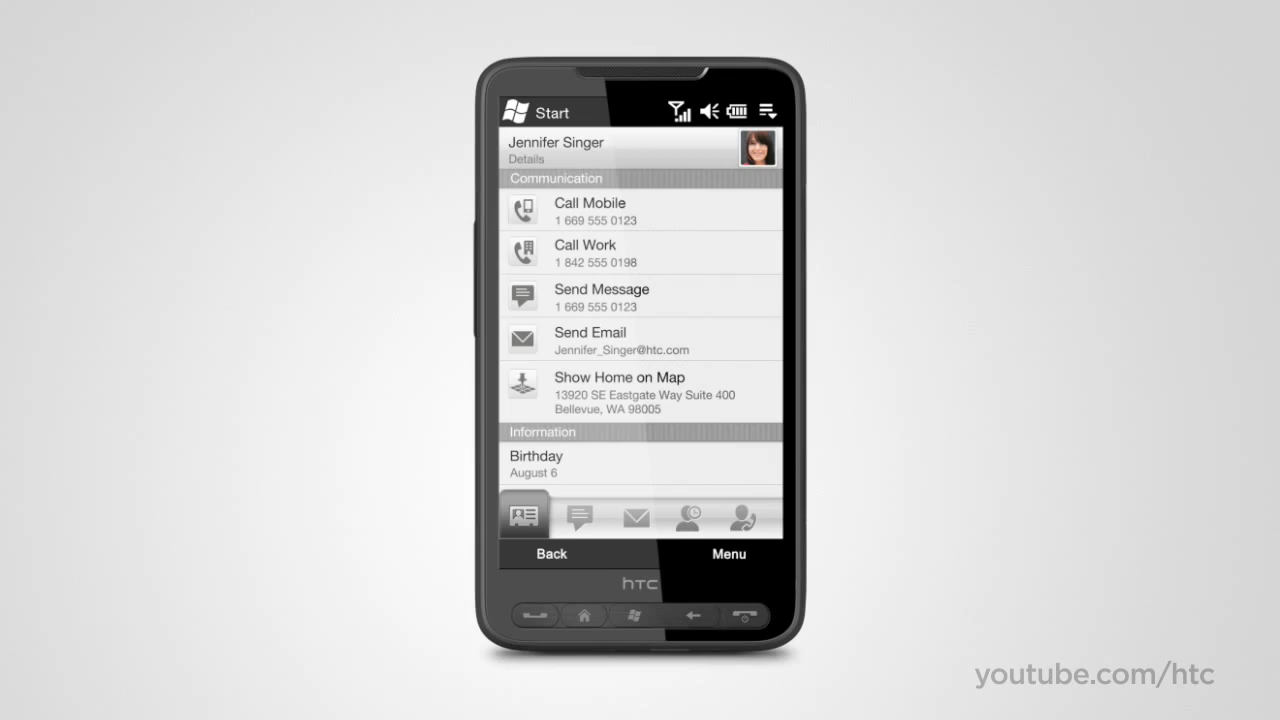 Start
Jennifer Singer
Details
Communication
Call Mobile
1 669 555 0123
Call Work
1 842 555 0198
Send Message
1 669 555 0123
Send Email
Jennifer_Singer@htc.com
Show Home on Map
13920 SE Eastgate Way Suite 400
Bellevue, WA 98005
Information
Birthday
August 6
Back
Menu
hTC
youtube.com/htc